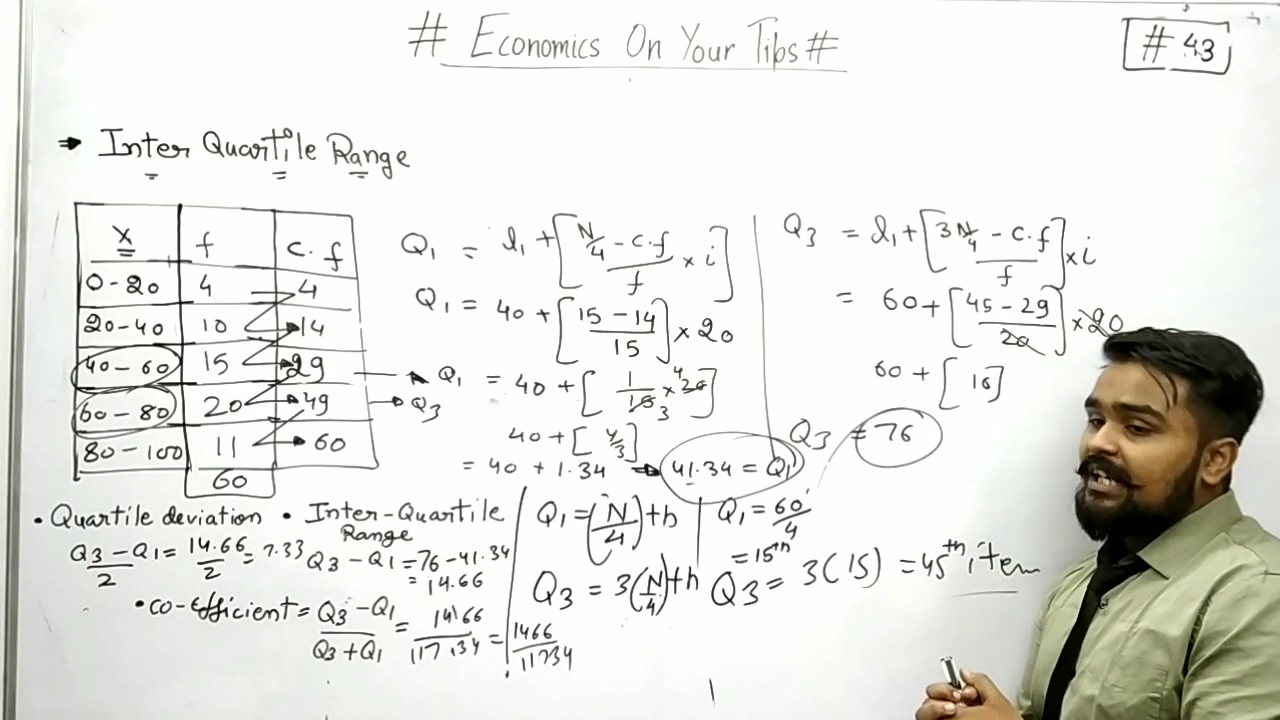 # Economics On Your Tips #
# 43
→ Inter Quartile Range
X f C.f
0-20 4 4
20-40 10 14
40-60 15 29 → Q₁
60-80 20 49 → Q₃
80-100 11 60
60
Q₁ = l₁ + [N/4 - c.f / f × i]
Q₁ = 40 + [15-14 / 15] × 20
= 40 + [1/15 3 × 4 20]
40 + [4/3]
= 40 + 1.34 → 41.34 = Q₁
Q₃ = l₁ + [3N/4 - c.f / f] × i
= 60 + [45-29 / 20] × 20
60 + [16]
Q₃ = 76
• Quartile deviation
Q₃-Q₁/2 = 14.66/2 = 7.33
• Inter-Quartile Range
Q₃-Q₁ = 76-41.34
= 14.66
• co-efficient = Q₃-Q₁ / Q₃+Q₁ = 14.66 / 117.34 = 1466 / 11734
Q₁ = (N/4)th
Q₃ = 3(N/4)th
Q₁ = 60/4
= 15th
Q₃ = 3(15) = 45th item